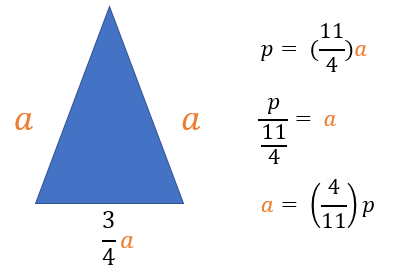 a
a
3/4 a
p = (11/4)a
p/(11/4) = a
a = (4/11)p